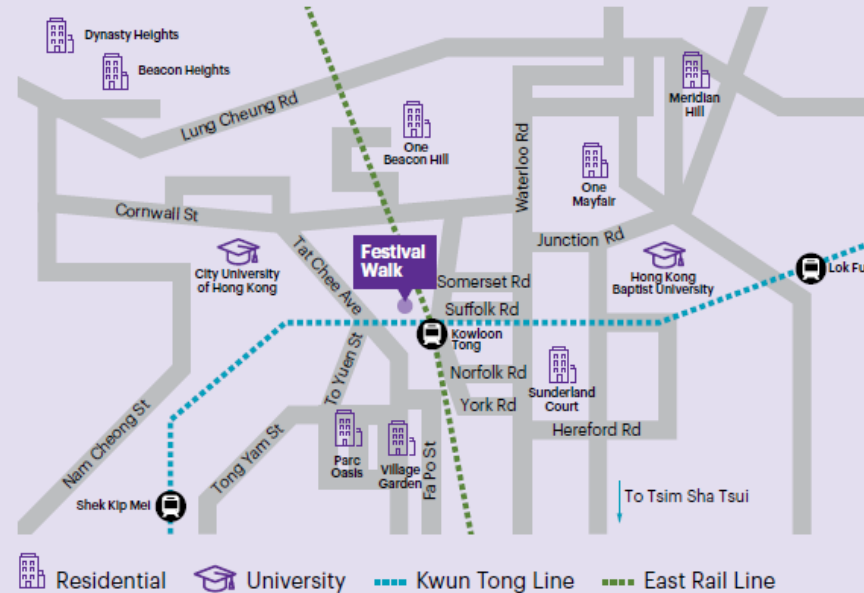 Dynasty Heights
Beacon Heights
Lung Cheung Rd
One
Beacon Hill
Waterloo Rd
Meridian
Hill
One
Mayfair
Cornwall St
City University
of Hong Kong
Tat Chee Ave
Festival
Walk
Junction Rd
Hong Kong
Baptist University
Lok Fu
Somerset Rd
Suffolk Rd
Kowloon
Tong
To Yuen St
Norfolk Rd
York Rd
Sunderland
Court
Hereford Rd
Nam Cheong St
Tong Yam St
Parc
Oasis
Village
Garden
Fa Po St
Shek Kip Mei
To Tsim Sha Tsui
Residential
University
Kwun Tong Line
East Rail Line